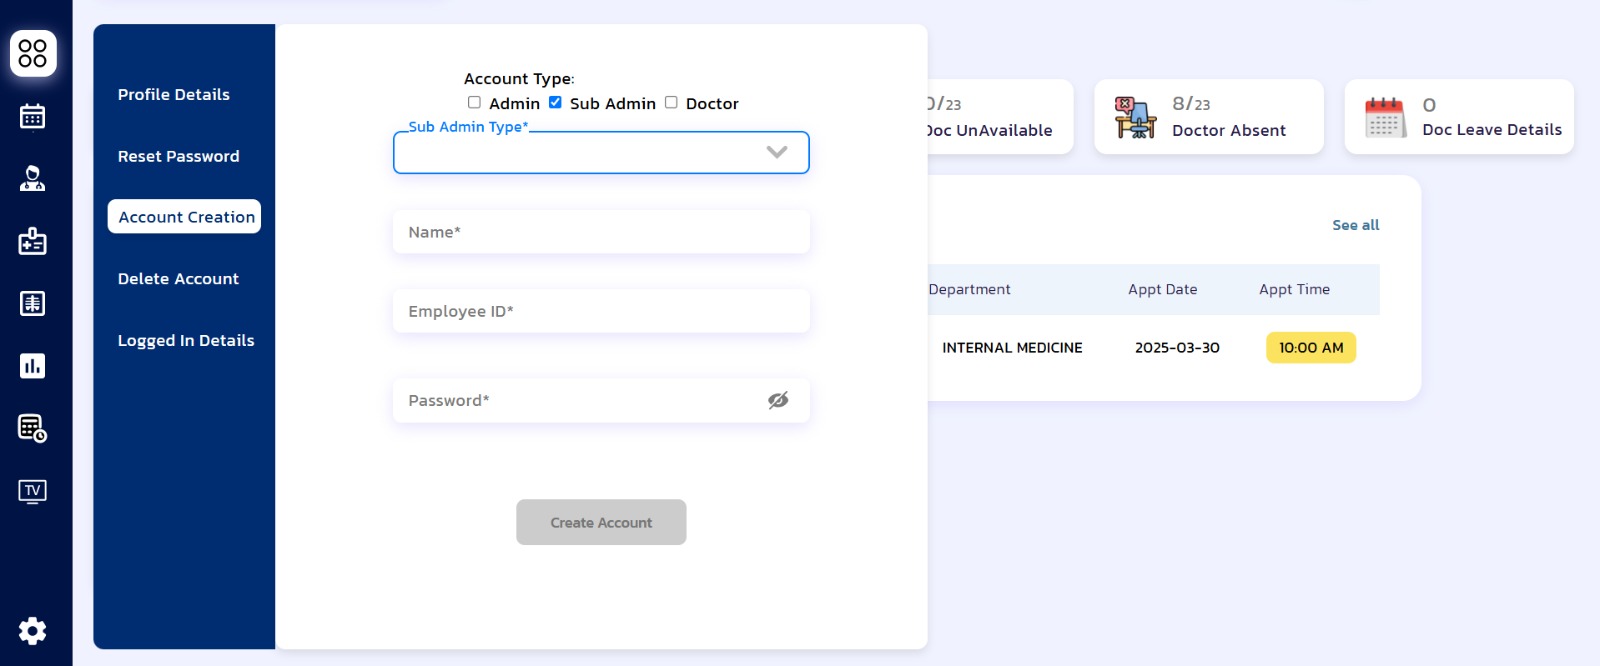 Profile Details
Reset Password
Account Creation
Delete Account
Logged In Details
TV
Account Type:
Admin Sub Admin Doctor
Sub Admin Type*
Name*
Employee ID*
Password*
Create Account
0/23
Doc UnAvailable
8/23
Doctor Absent
0
Doc Leave Details
See all
Department Appt Date Appt Time
INTERNAL MEDICINE 2025-03-30 10:00 AM